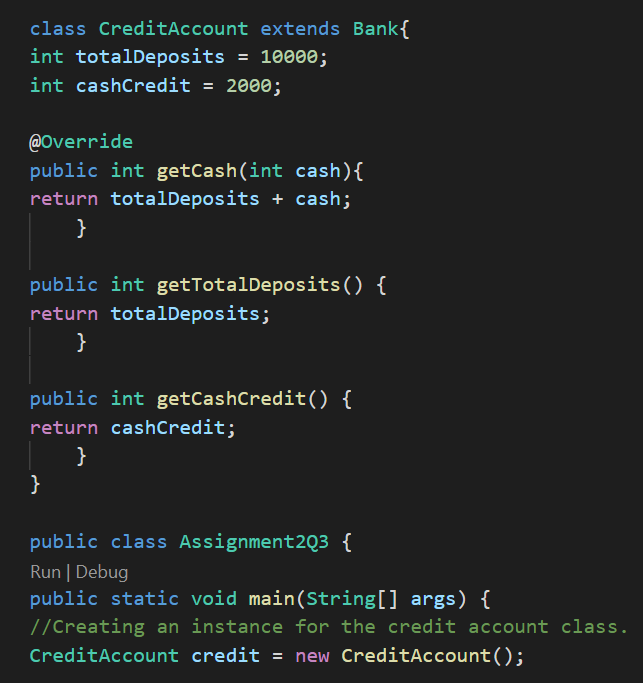 class CreditAccount extends Bank{
int totalDeposits = 10000;
int cashCredit = 2000;
@Override
public int getCash(int cash){
return totalDeposits + cash;
}
public int getTotalDeposits() {
return totalDeposits;
}
public int getCashCredit() {
return cashCredit;
}
}
public class Assignment2Q3 {
Run | Debug
public static void main(String[] args) {
//Creating an instance for the credit account class.
CreditAccount credit = new CreditAccount();